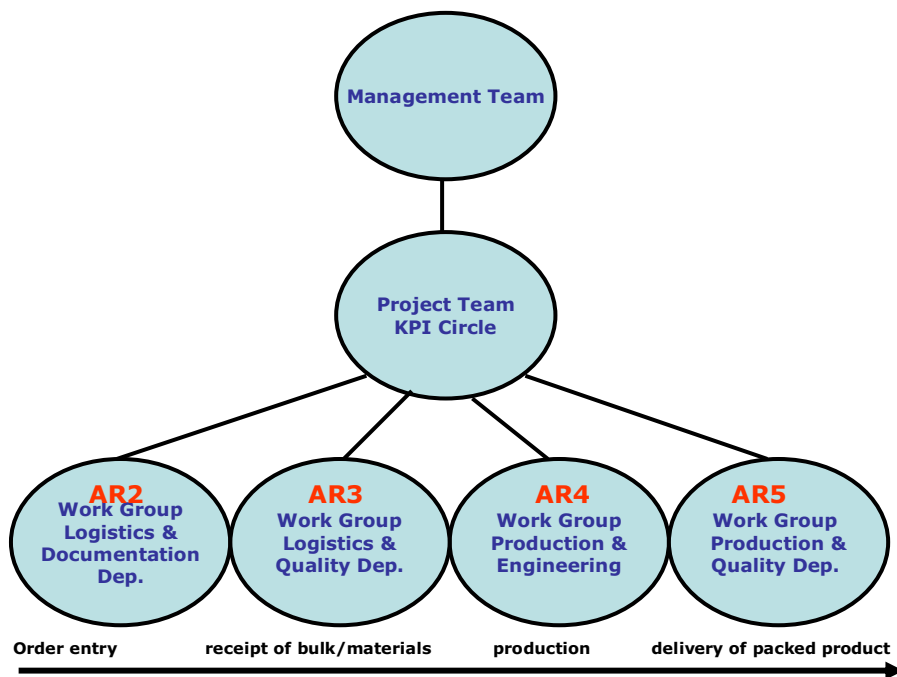 Management Team
Project Team
KPI Circle
AR2
Work Group
Logistics &
Documentation
Dep.
AR3
Work Group
Logistics &
Quality Dep.
AR4
Work Group
Production &
Engineering
AR5
Work Group
Production &
Quality Dep.
Order entry
receipt of bulk/materials
production
delivery of packed product